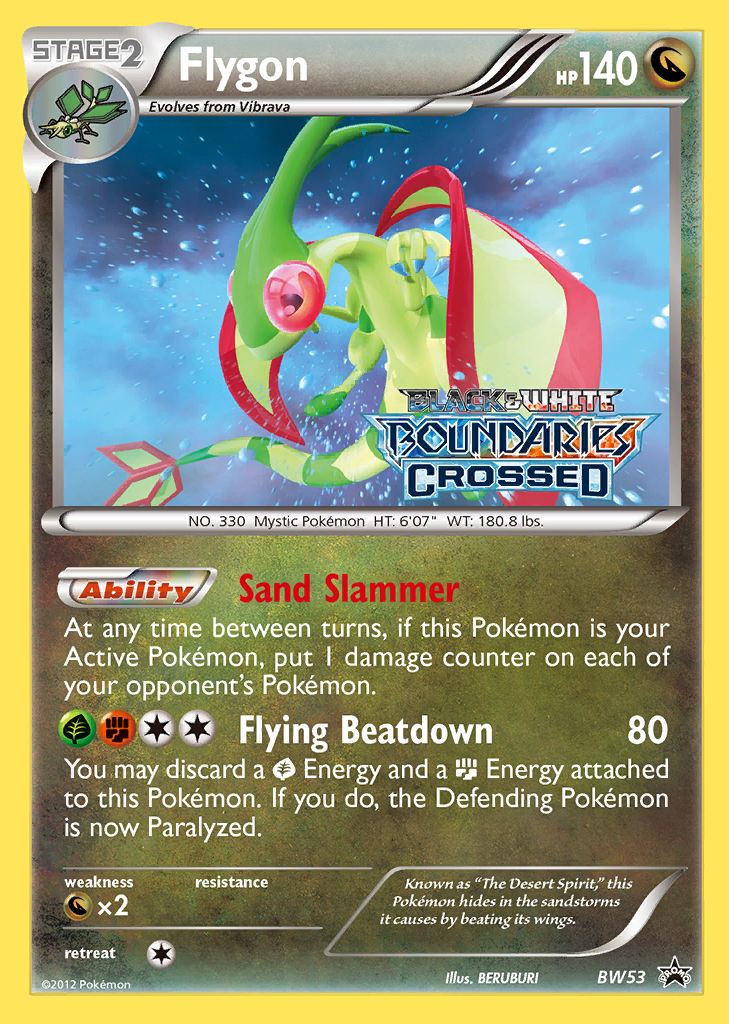 STAGE2
Flygon
HP140
Evolves from Vibrava
BLACK&WHITE
BOUNDARIES
CROSSED
NO. 330 Mystic Pokémon HT: 6'07" WT: 180.8 lbs.
Ability Sand Slammer
At any time between turns, if this Pokémon is your
Active Pokémon, put 1 damage counter on each of
your opponent's Pokémon.
Flying Beatdown 80
You may discard a Energy and a Energy attached
to this Pokémon. If you do, the Defending Pokémon
is now Paralyzed.
weakness resistance
×2
retreat
Known as "The Desert Spirit," this
Pokémon hides in the sandstorms
it causes by beating its wings.
©2012 Pokémon
Illus. BERUBURI
BW53
PROMO